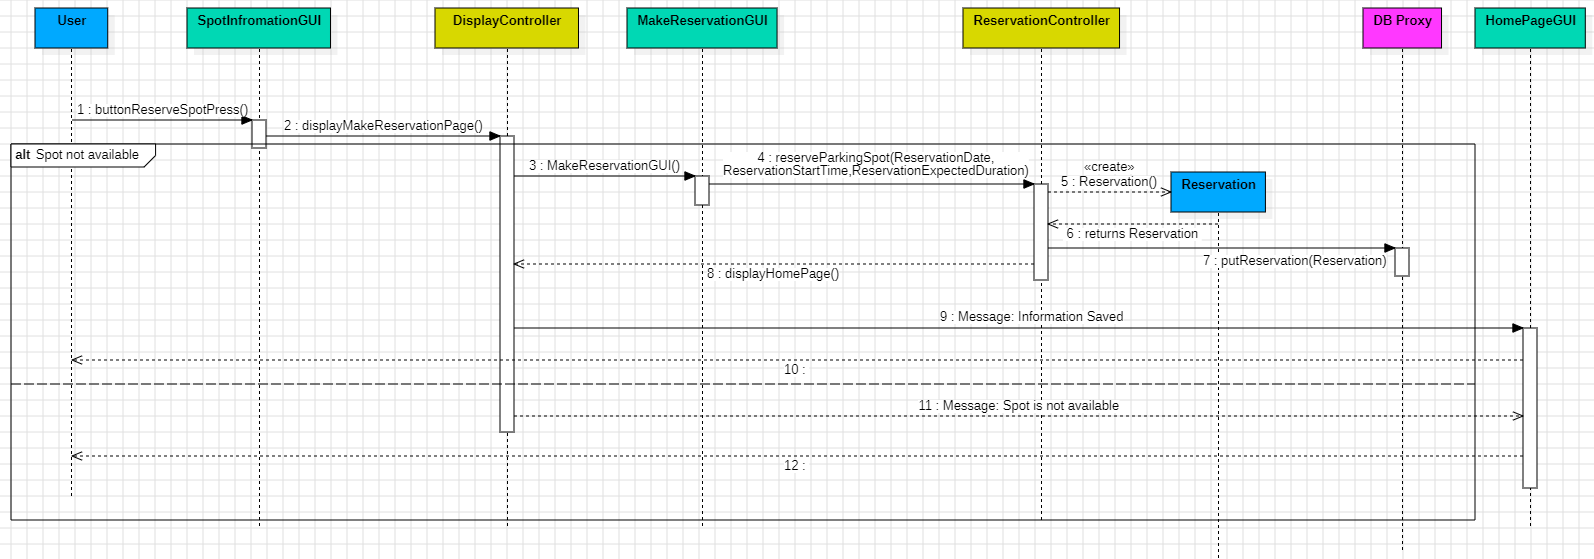 User
SpotInfromationGUI
DisplayController
MakeReservationGUI
ReservationController
DB Proxy
HomePageGUI
1 : buttonReserveSpotPress()
2 : displayMakeReservationPage()
alt Spot not available
3 : MakeReservationGUI()
4 : reserveParkingSpot(ReservationDate,
ReservationStartTime,ReservationExpectedDuration)
«create»
5 : Reservation()
Reservation
6 : returns Reservation
7 : putReservation(Reservation)
8 : displayHomePage()
9 : Message: Information Saved
10 :
11 : Message: Spot is not available
12 :